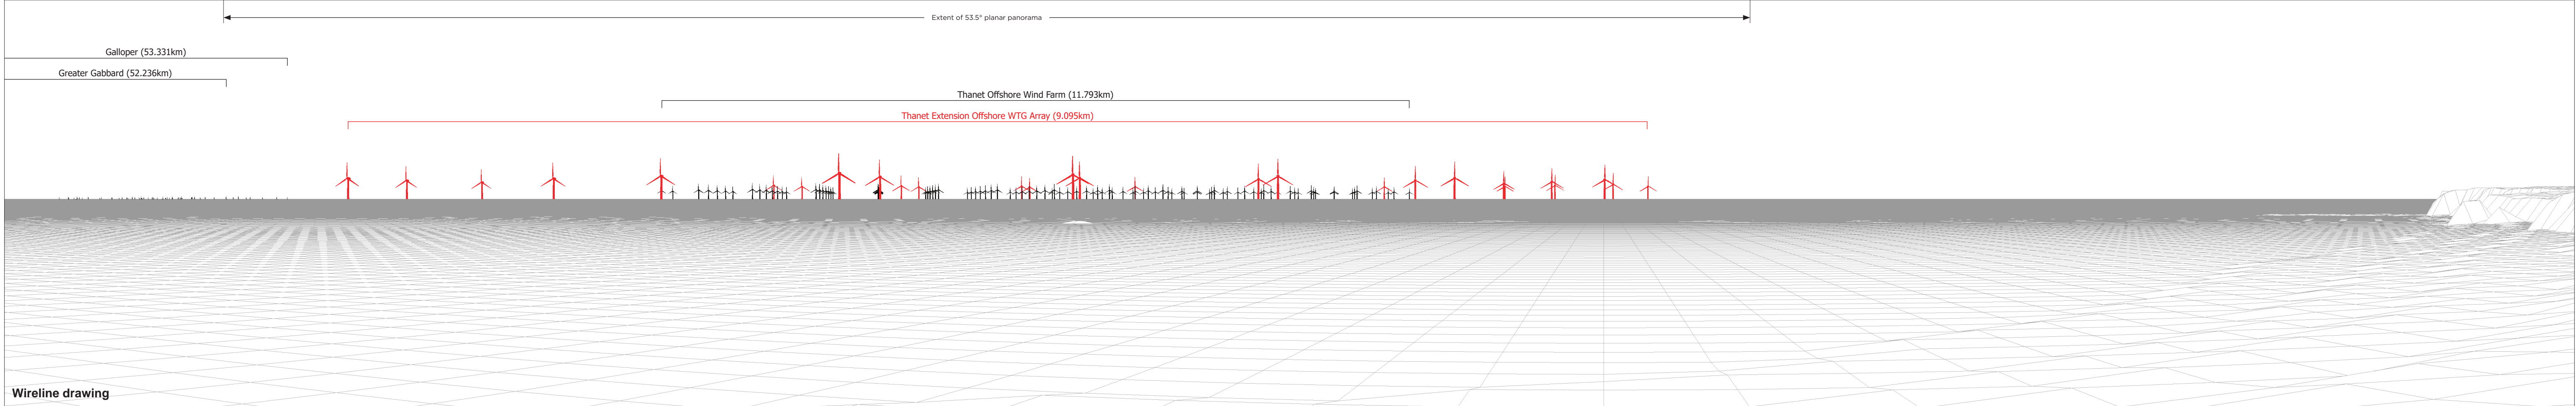 Extent of 53.5° planar panorama
Galloper (53.331km)
Greater Gabbard (52.236km)
Thanet Offshore Wind Farm (11.793km)
Thanet Extension Offshore WTG Array (9.095km)
Wireline drawing